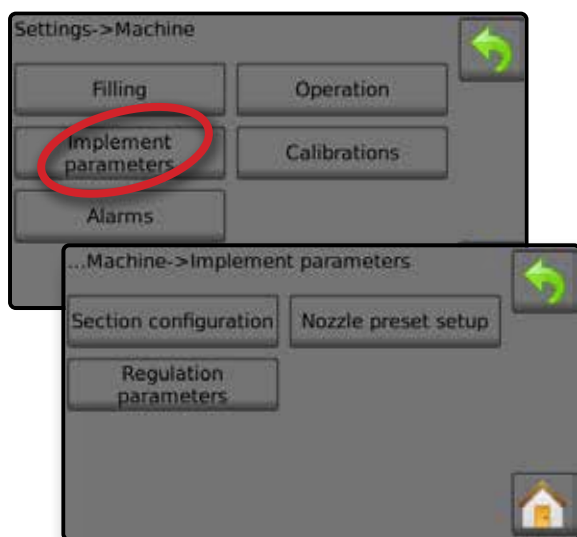 Settings->Machine
Filling
Operation
Implement
parameters
Calibrations
Alarms
...Machine->Implement parameters
Section configuration
Nozzle preset setup
Regulation
parameters